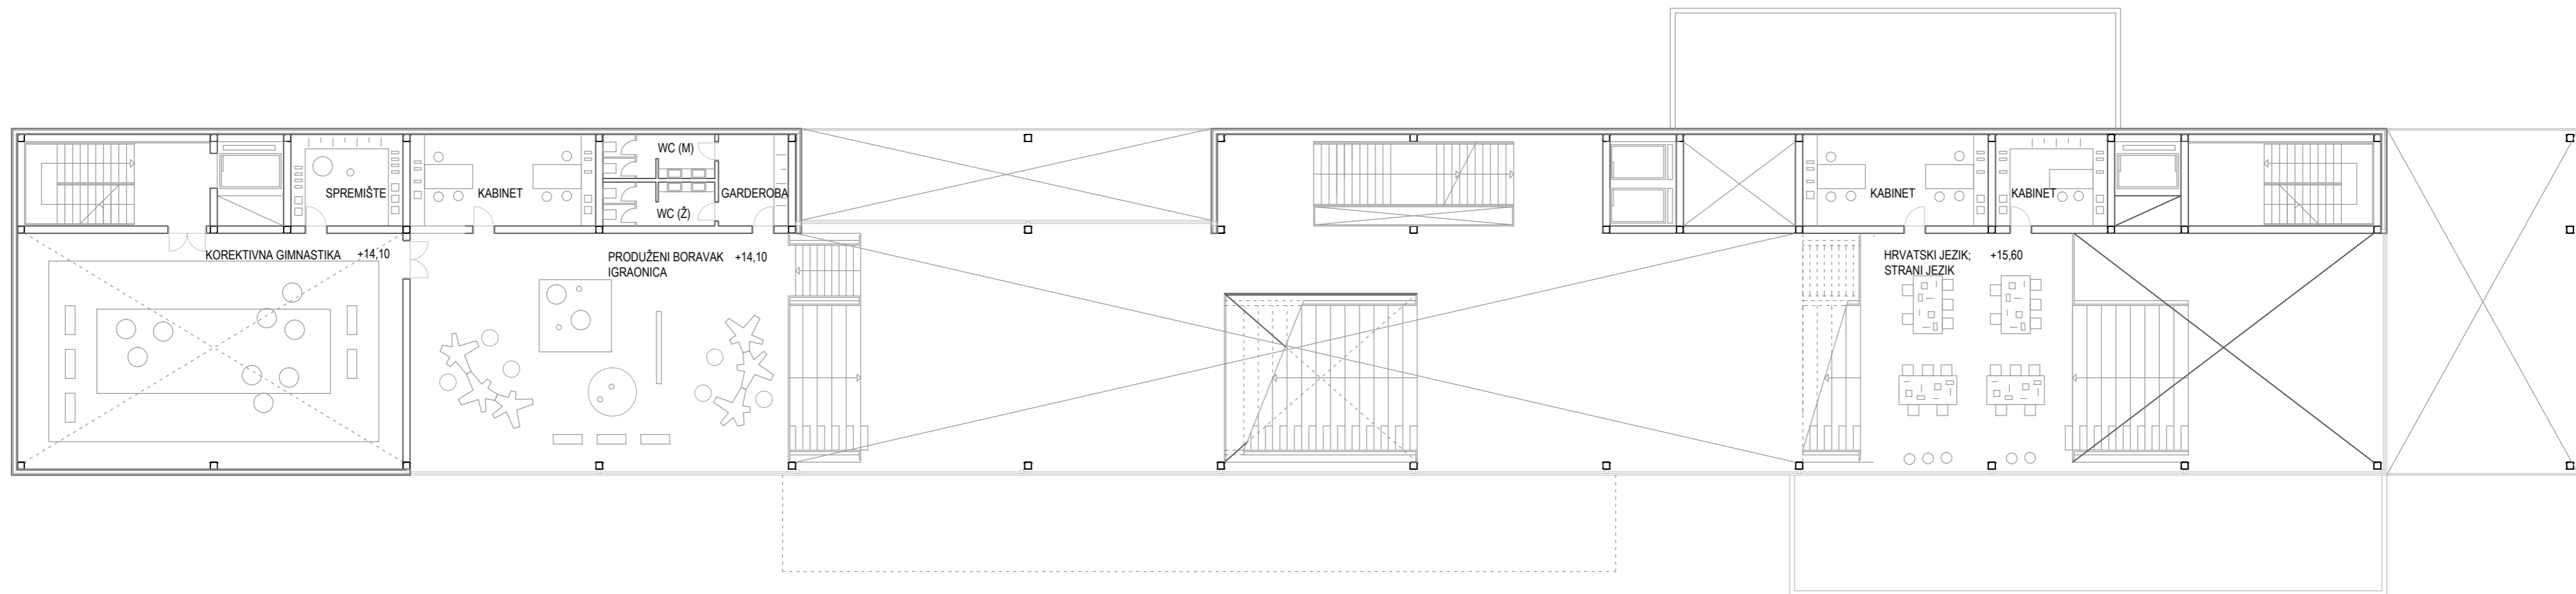 WC (M)
SPREMIŠTE
KABINET
GARDEROBA
KABINET
KABINET
WC (Ž)
KOREKTIVNA GIMNASTIKA +14,10
PRODUŽENI BORAVAK +14,10
IGRAONICA
HRVATSKI JEZIK; +15,60
STRANI JEZIK